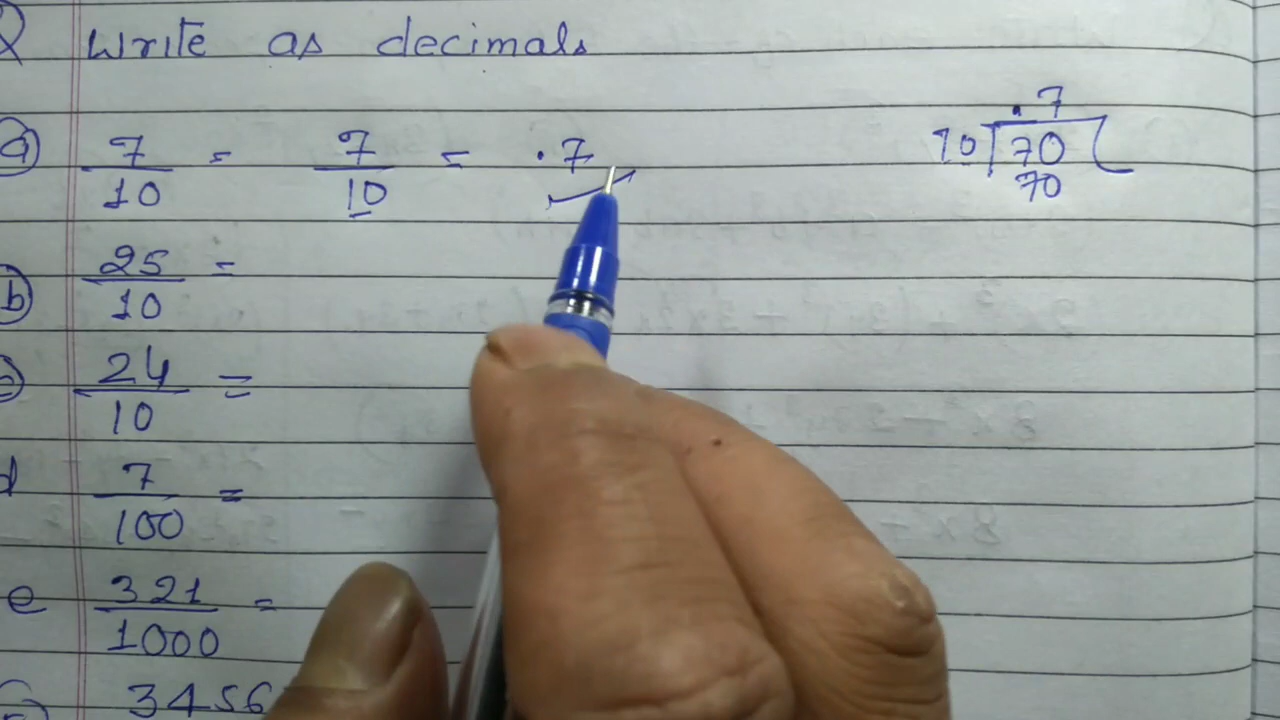 Q Write as decimals
a 7/10 = 7/10 = .7
.7
10 70
70
b 25/10 =
24/10 =
d 7/100 =
e 321/1000 =
3456